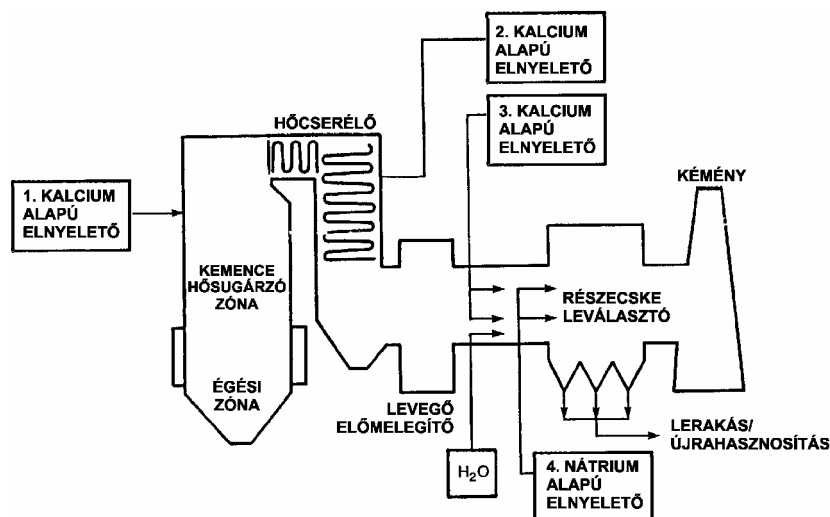 2. KALCIUM
ALAPÚ
ELNYELETŐ
3. KALCIUM
ALAPÚ
ELNYELETŐ
HŐCSERÉLŐ
KÉMÉNY
1. KALCIUM
ALAPÚ
ELNYELETŐ
KEMENCE
HŐSUGÁRZÓ
ZÓNA
RÉSZECSKE
LEVÁLASZTÓ
ÉGÉSI
ZÓNA
LEVEGŐ
ELŐMELEGÍTŐ
LERAKÁS/
ÚJRAHASZNOSÍTÁS
H₂O
4. NÁTRIUM
ALAPÚ
ELNYELETŐ